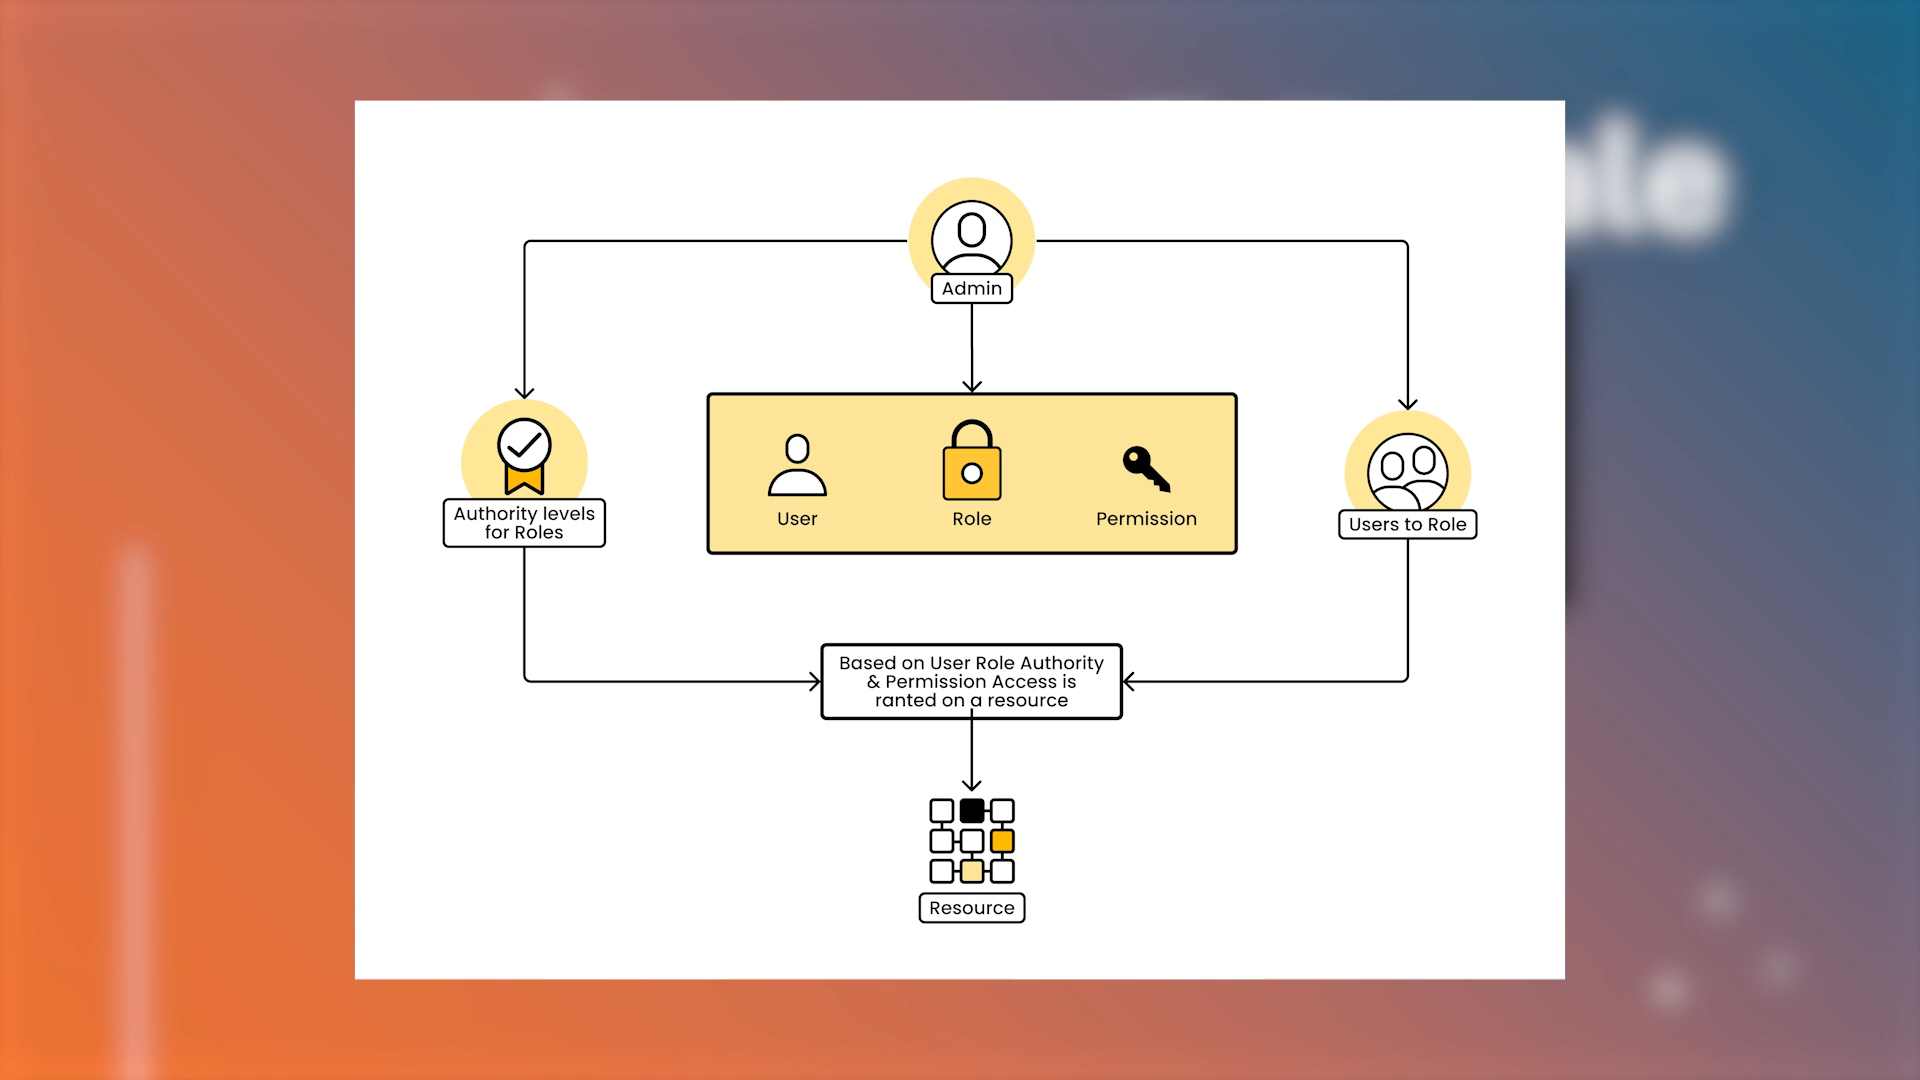 Admin
Authority levels
for Roles
User
Role
Permission
Users to Role
Based on User Role Authority
& Permission Access is
ranted on a resource
Resource